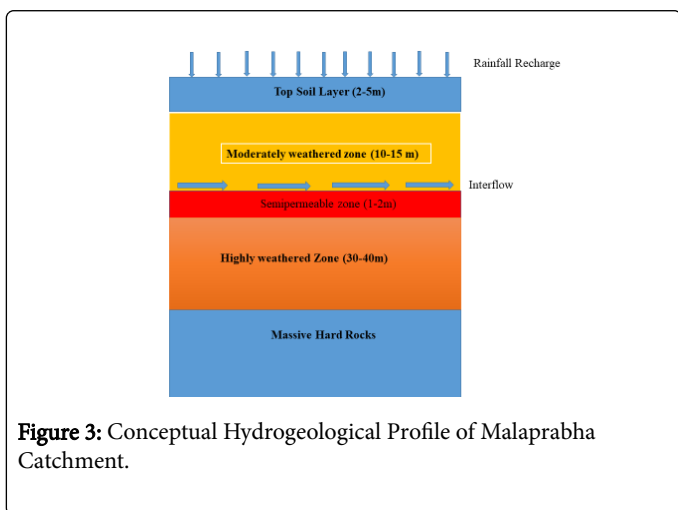 Rainfall Recharge
Top Soil Layer (2-5m)
Moderately weathered zone (10-15 m)
Interflow
Semipermeable zone (1-2m)
Highly weathered Zone (30-40m)
Massive Hard Rocks
Figure 3: Conceptual Hydrogeological Profile of Malaprabha
Catchment.